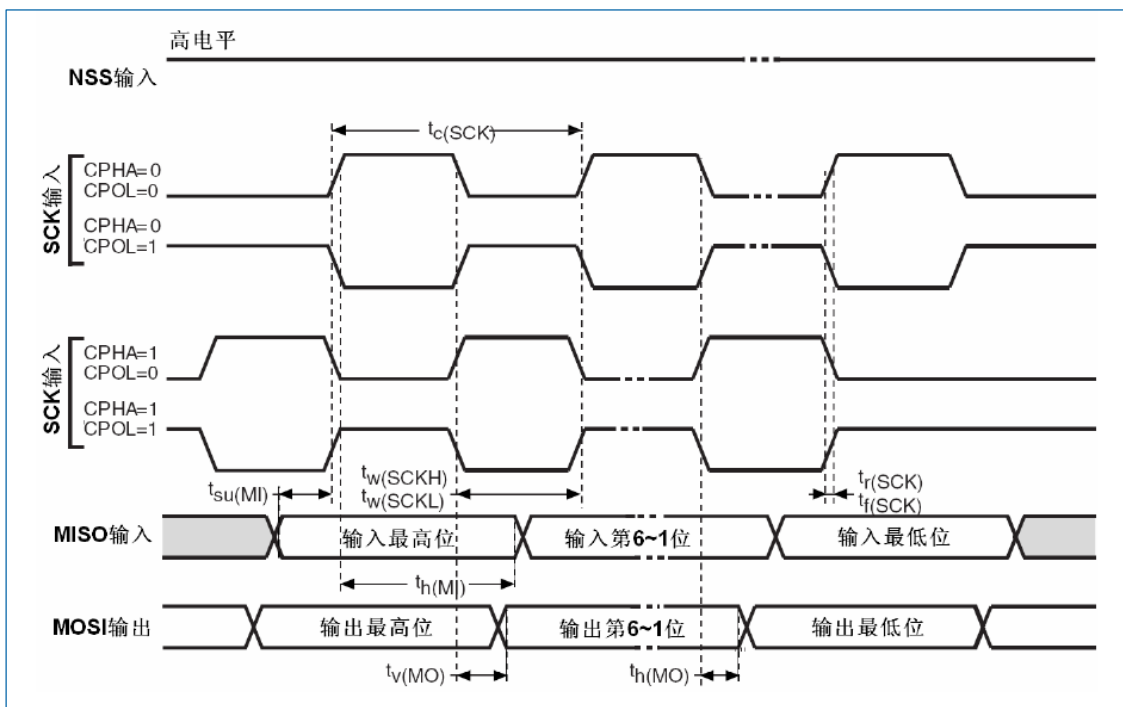 高电平
NSS输入
tc(SCK)
SCK输入
CPHA=0
CPOL=0
CPHA=0
CPOL=1
SCK输入
CPHA=1
CPOL=0
CPHA=1
CPOL=1
tsu(MI)
tw(SCKH)
tw(SCKL)
tr(SCK)
tf(SCK)
MISO输入
输入最高位
输入第6~1位
输入最低位
th(MI)
MOSI输出
输出最高位
输出第6~1位
输出最低位
tv(MO)
th(MO)